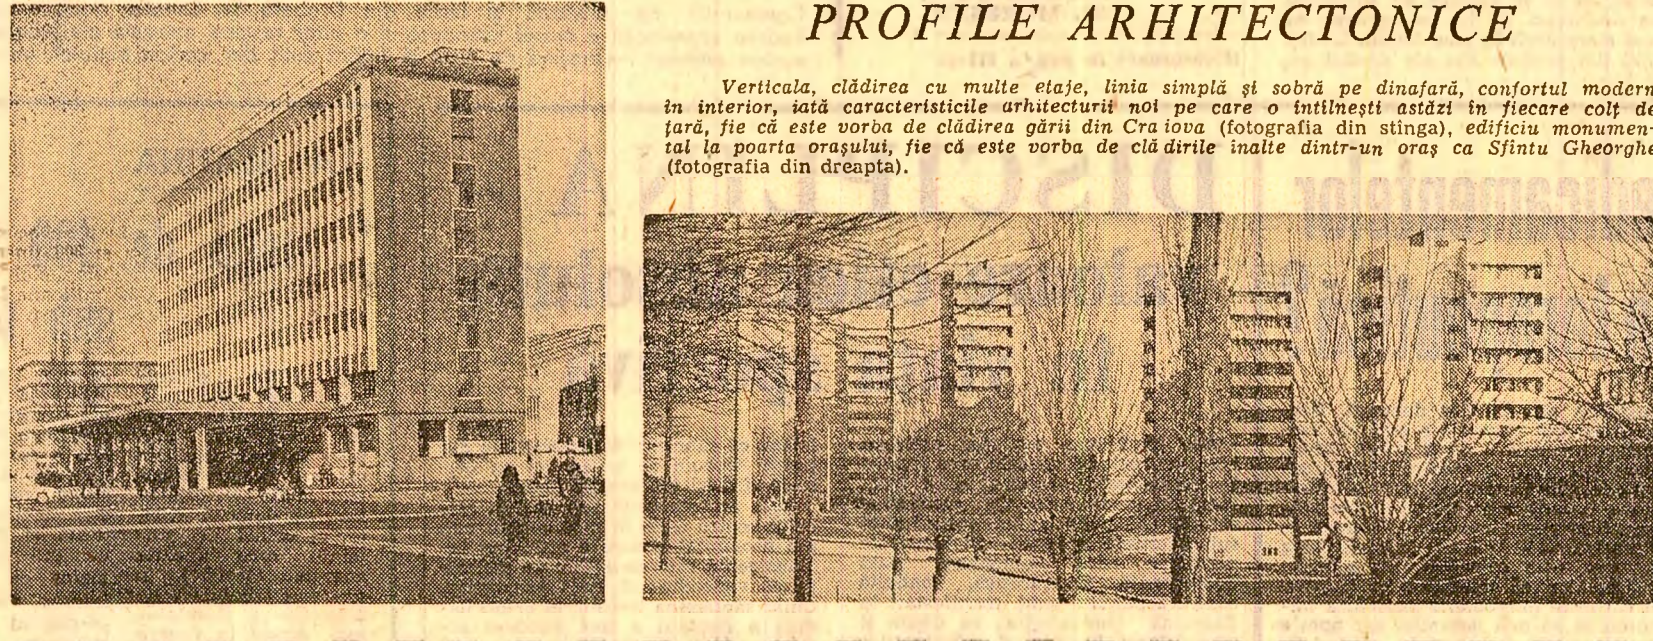 PROFILE ARHITECTONICE
Verticala, clădirea cu multe etaje, linia simplă și sobră pe dinafară, confortul modern
în interior, iată caracteristicile arhitecturii noi pe care o intîlnești astăzi în fiecare colț de
țară, fie că este vorba de clădirea gării din Craiova (fotografia din stînga), edificiu monumen-
tal la poarta orașului, fie că este vorba de clădirile înalte dintr-un oraș ca Sfîntu Gheorghe
(fotografia din dreapta).